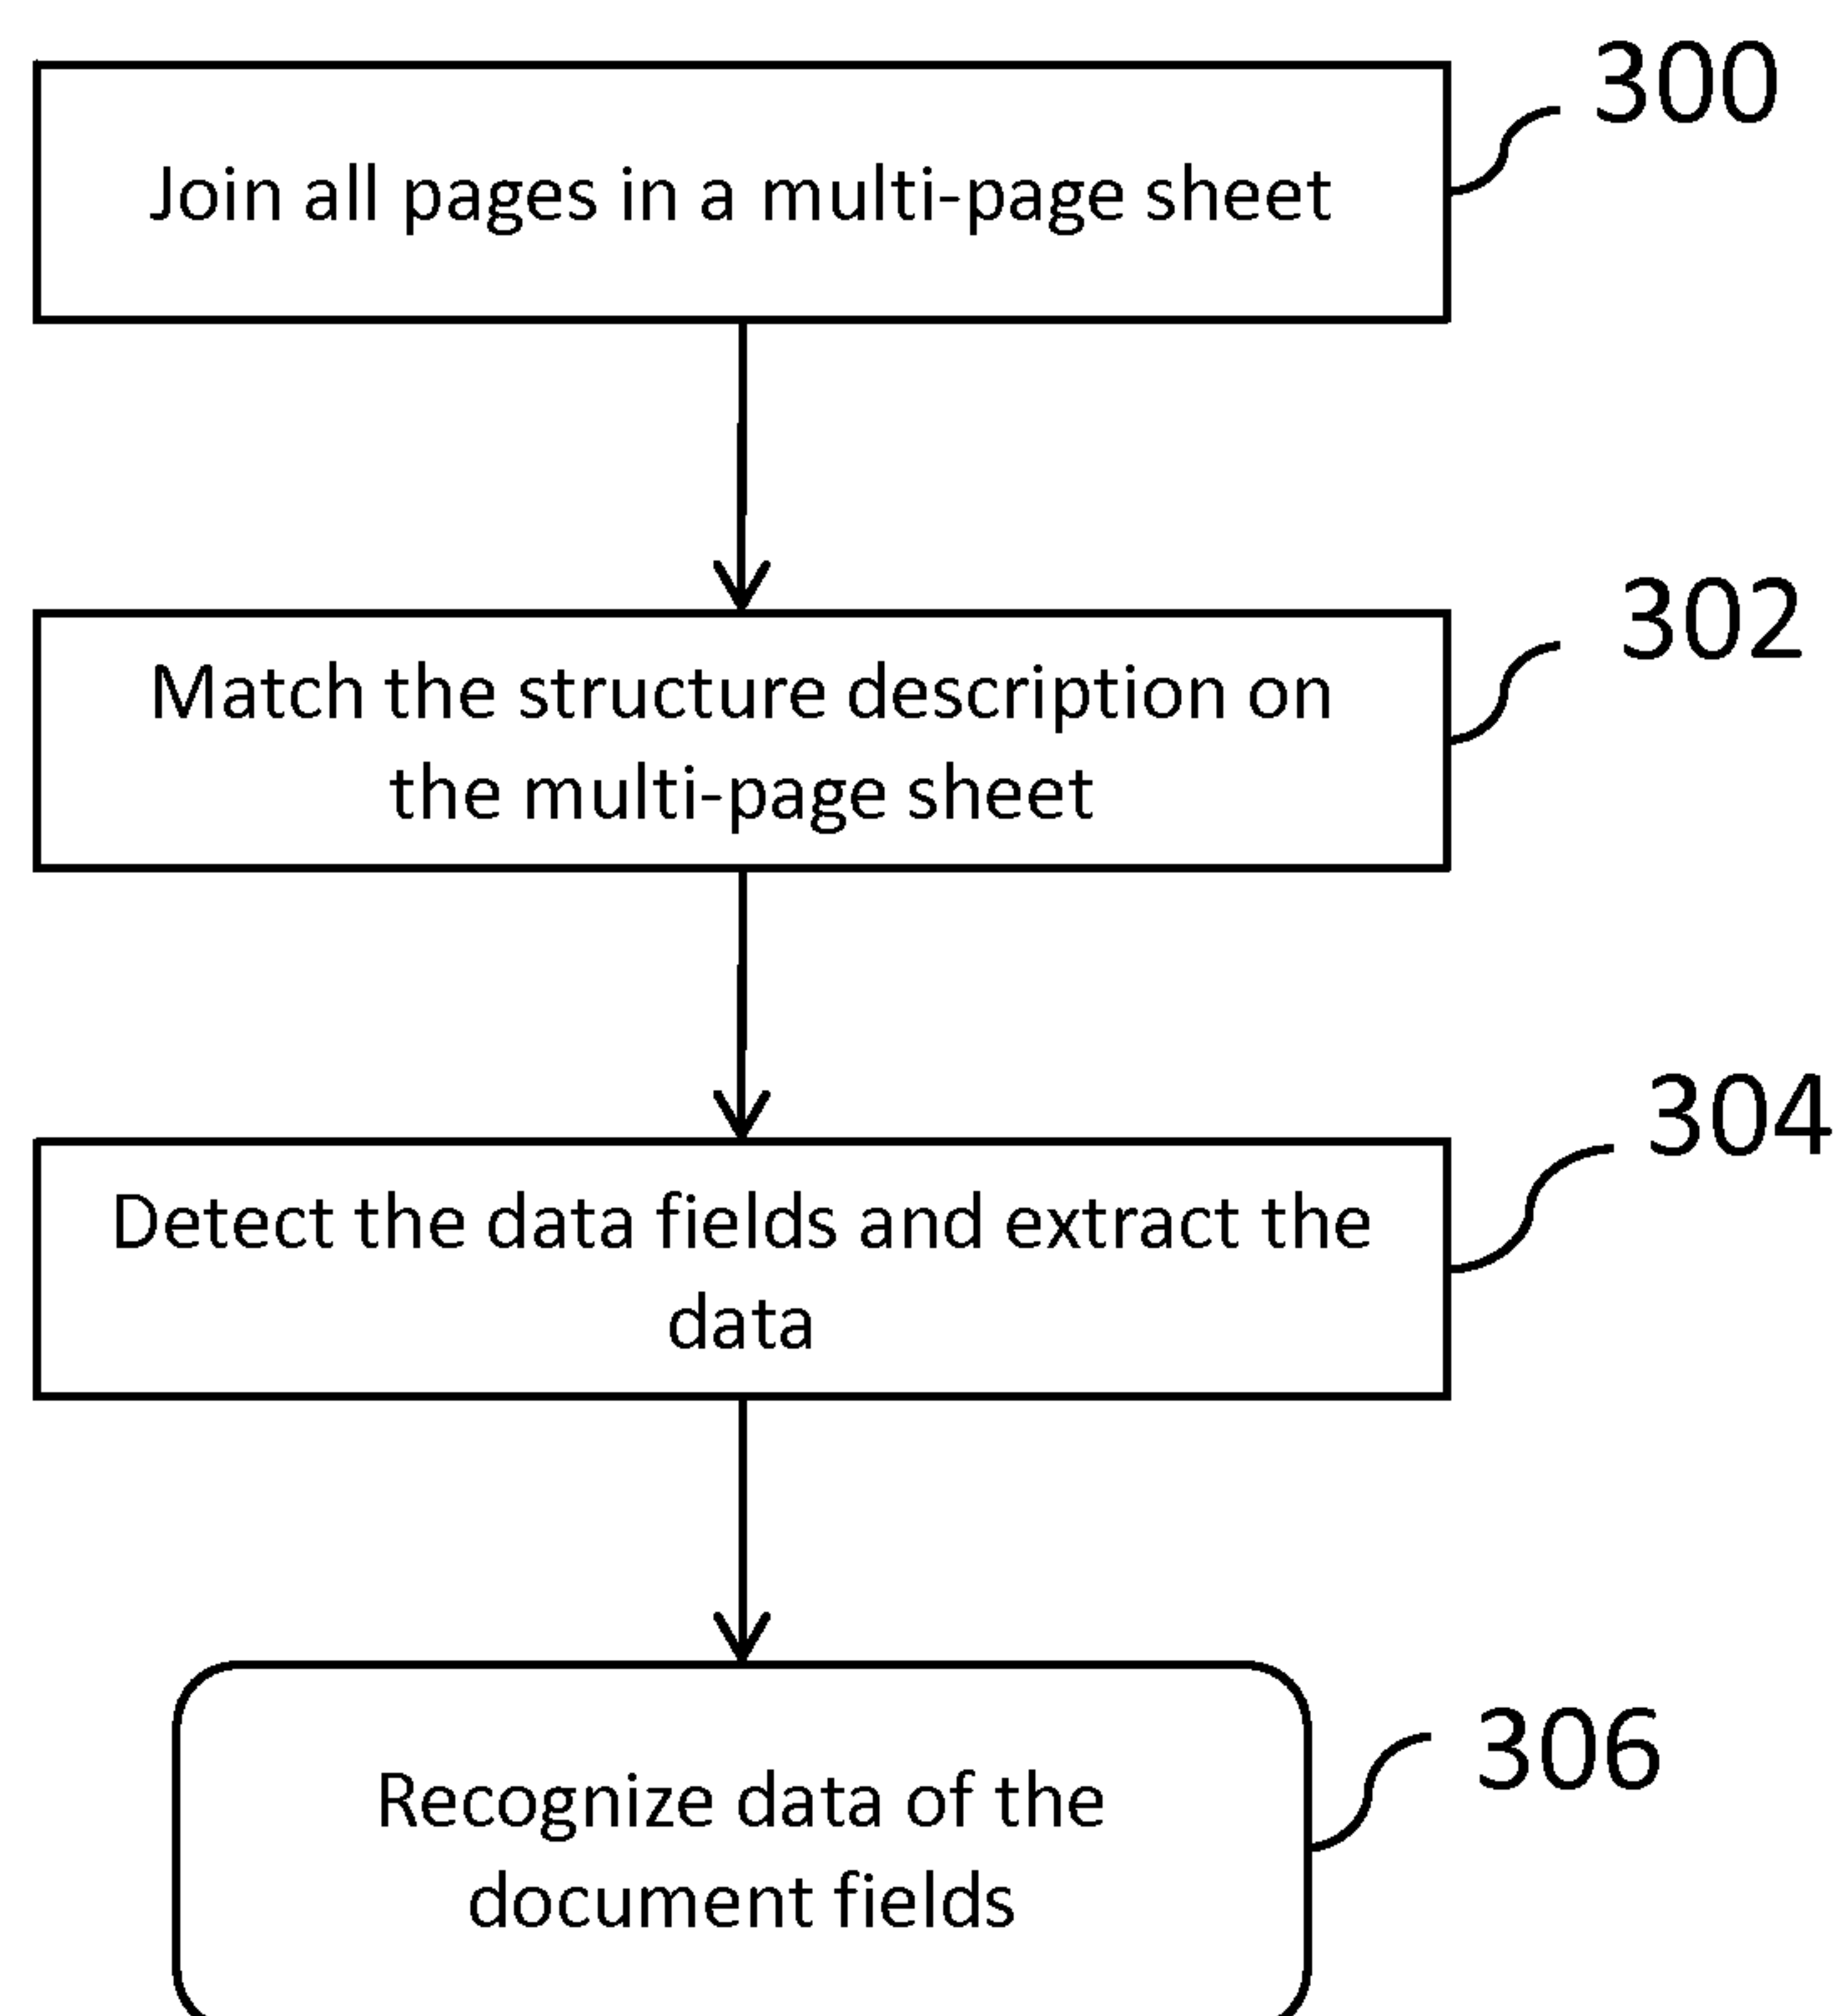 300
Join all pages in a multi-page sheet
302
Match the structure description on
the multi-page sheet
304
Detect the data fields and extract the
data
306
Recognize data of the
document fields